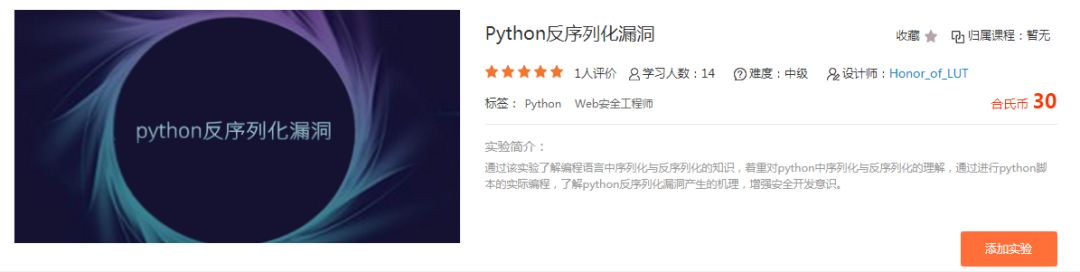 python反序列化漏洞
Python反序列化漏洞
收藏 归属课程：暂无
1人评价 学习人数：14 难度：中级 设计师：Honor_of_LUT
标签： Python Web安全工程师
合氏币 30
实验简介：
通过该实验了解编程语言中序列化与反序列化的知识，着重对python中序列化与反序列化的理解，通过进行python脚
本的实际编程，了解python反序列化漏洞产生的机理，增强安全开发意识。
添加实验